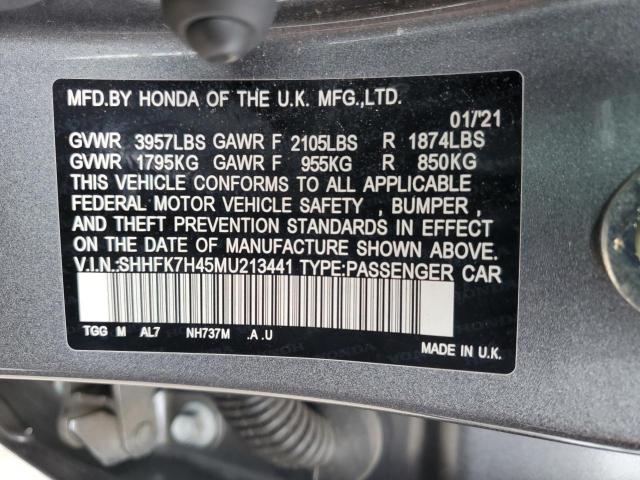 MFD.BY HONDA OF THE U.K. MFG.,LTD.
01/'21
GVWR 3957LBS GAWR F 2105LBS R 1874LBS
GVWR 1795KG GAWR F 955KG R 850KG
THIS VEHICLE CONFORMS TO ALL APPLICABLE
FEDERAL MOTOR VEHICLE SAFETY , BUMPER ,
AND THEFT PREVENTION STANDARDS IN EFFECT
ON THE DATE OF MANUFACTURE SHOWN ABOVE.
V.I.N.:SHHFK7H45MU213441 TYPE:PASSENGER CAR
TGG M AL7 NH737M .A .U
MADE IN U.K.